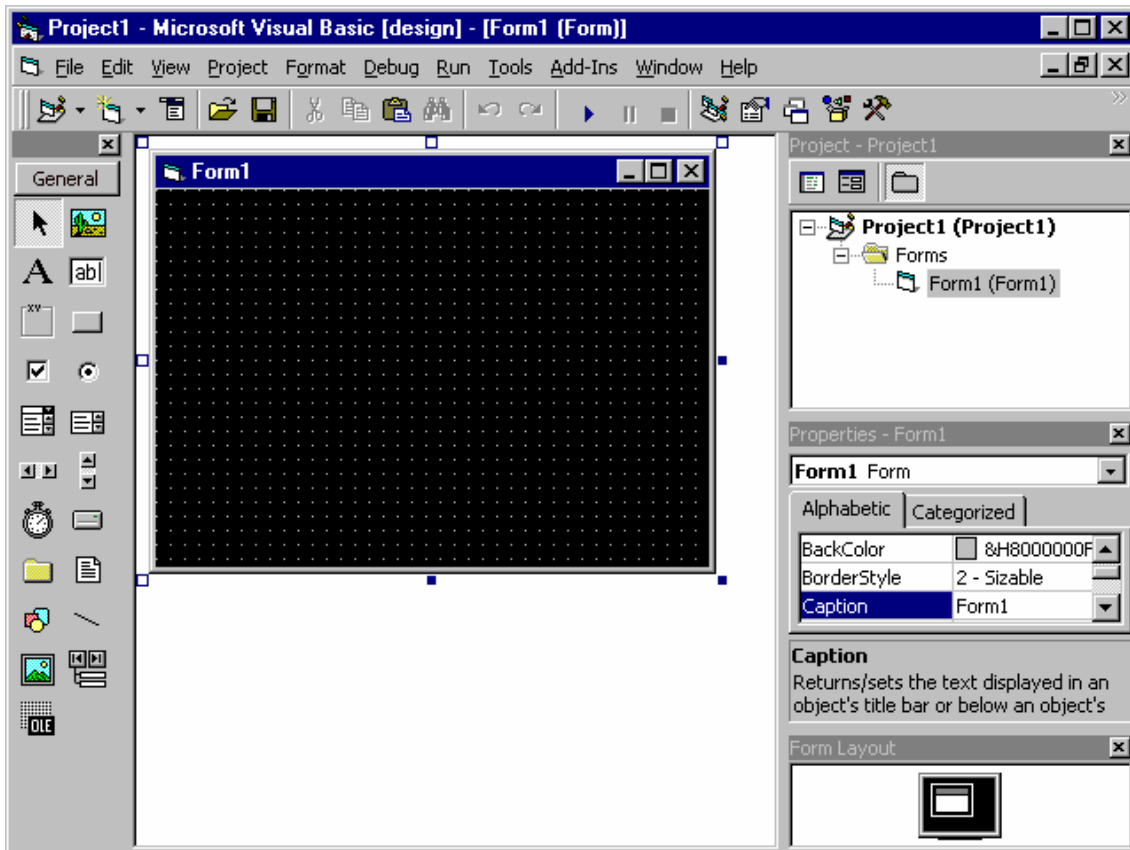 Project1 - Microsoft Visual Basic [design] - [Form1 (Form)]
File Edit View Project Format Debug Run Tools Add-Ins Window Help
General
A
ab
XY
OLE
Form1
Project - Project1
Project1 (Project1)
Forms
Form1 (Form1)
Properties - Form1
Form1 Form
Alphabetic Categorized
BackColor &H8000000F
BorderStyle 2 - Sizable
Caption Form1
Caption
Returns/sets the text displayed in an
object's title bar or below an object's
Form Layout